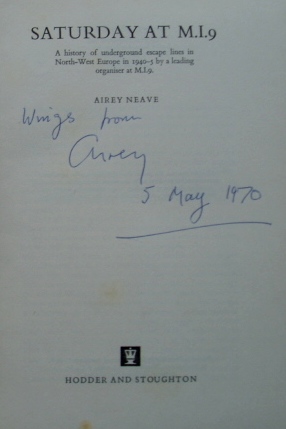 SATURDAY AT M.I.9
A history of underground escape lines in
North-West Europe in 1940-5 by a leading
organiser at M.I.9.
AIREY NEAVE
Wings from
Airey
5 May 1970
HODDER AND STOUGHTON